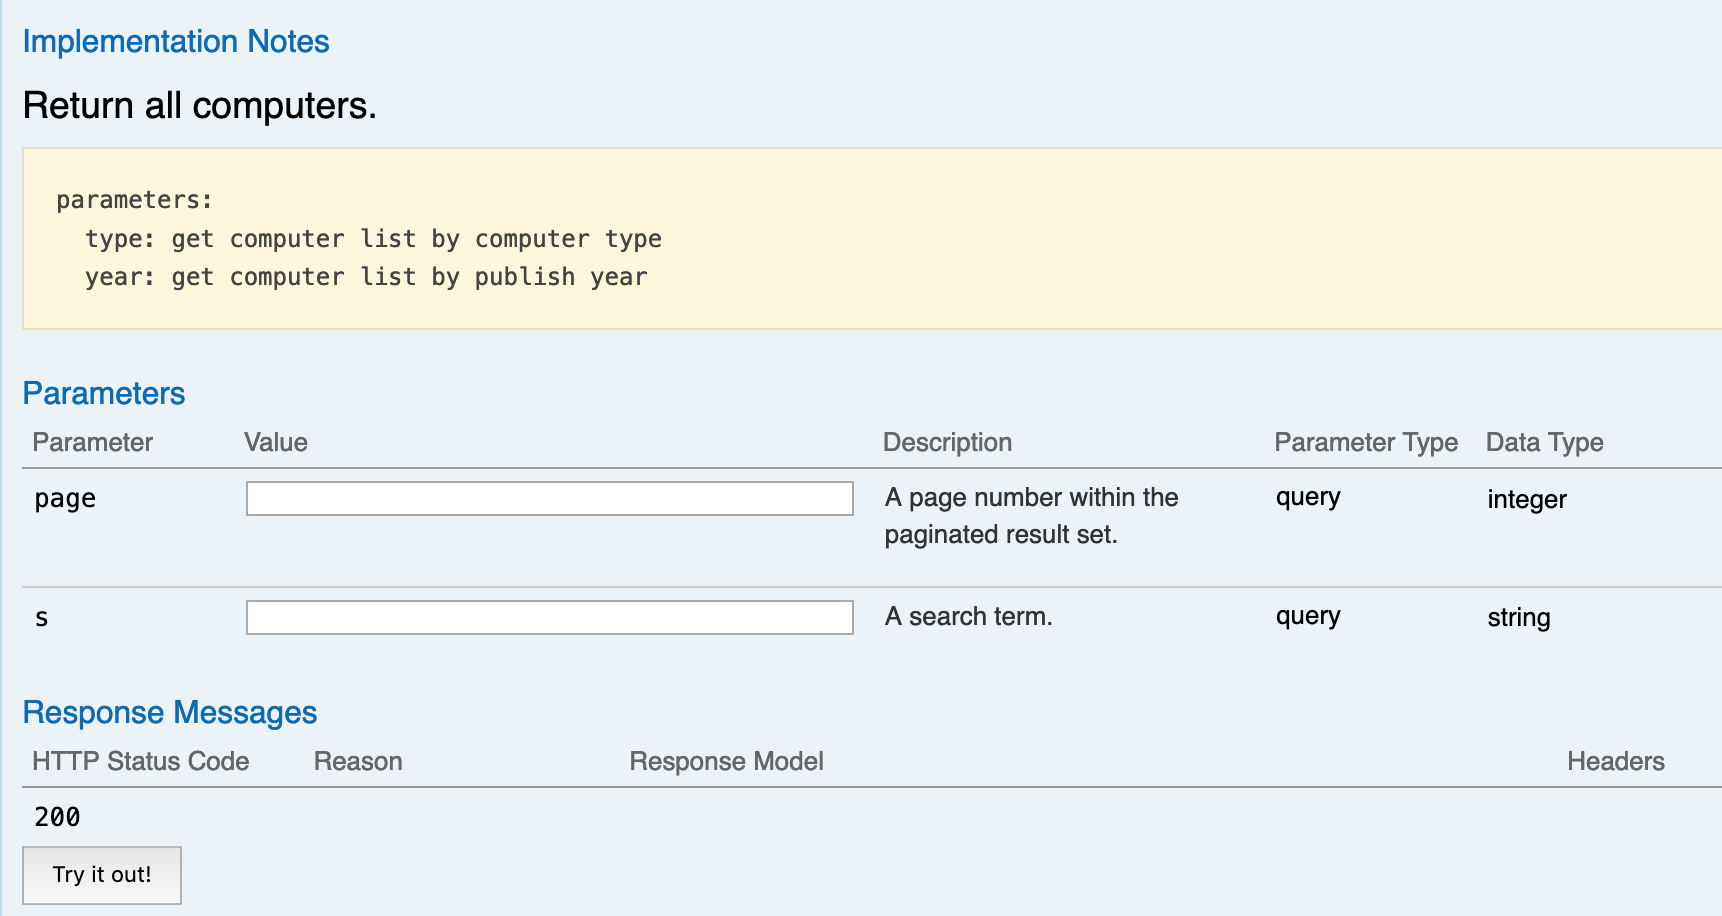 Implementation Notes
Return all computers.
parameters:
  type: get computer list by computer type
  year: get computer list by publish year
Parameters
Parameter Value Description Parameter Type Data Type
page A page number within the query integer
paginated result set.
s A search term. query string
Response Messages
HTTP Status Code Reason Response Model Headers
200
Try it out!